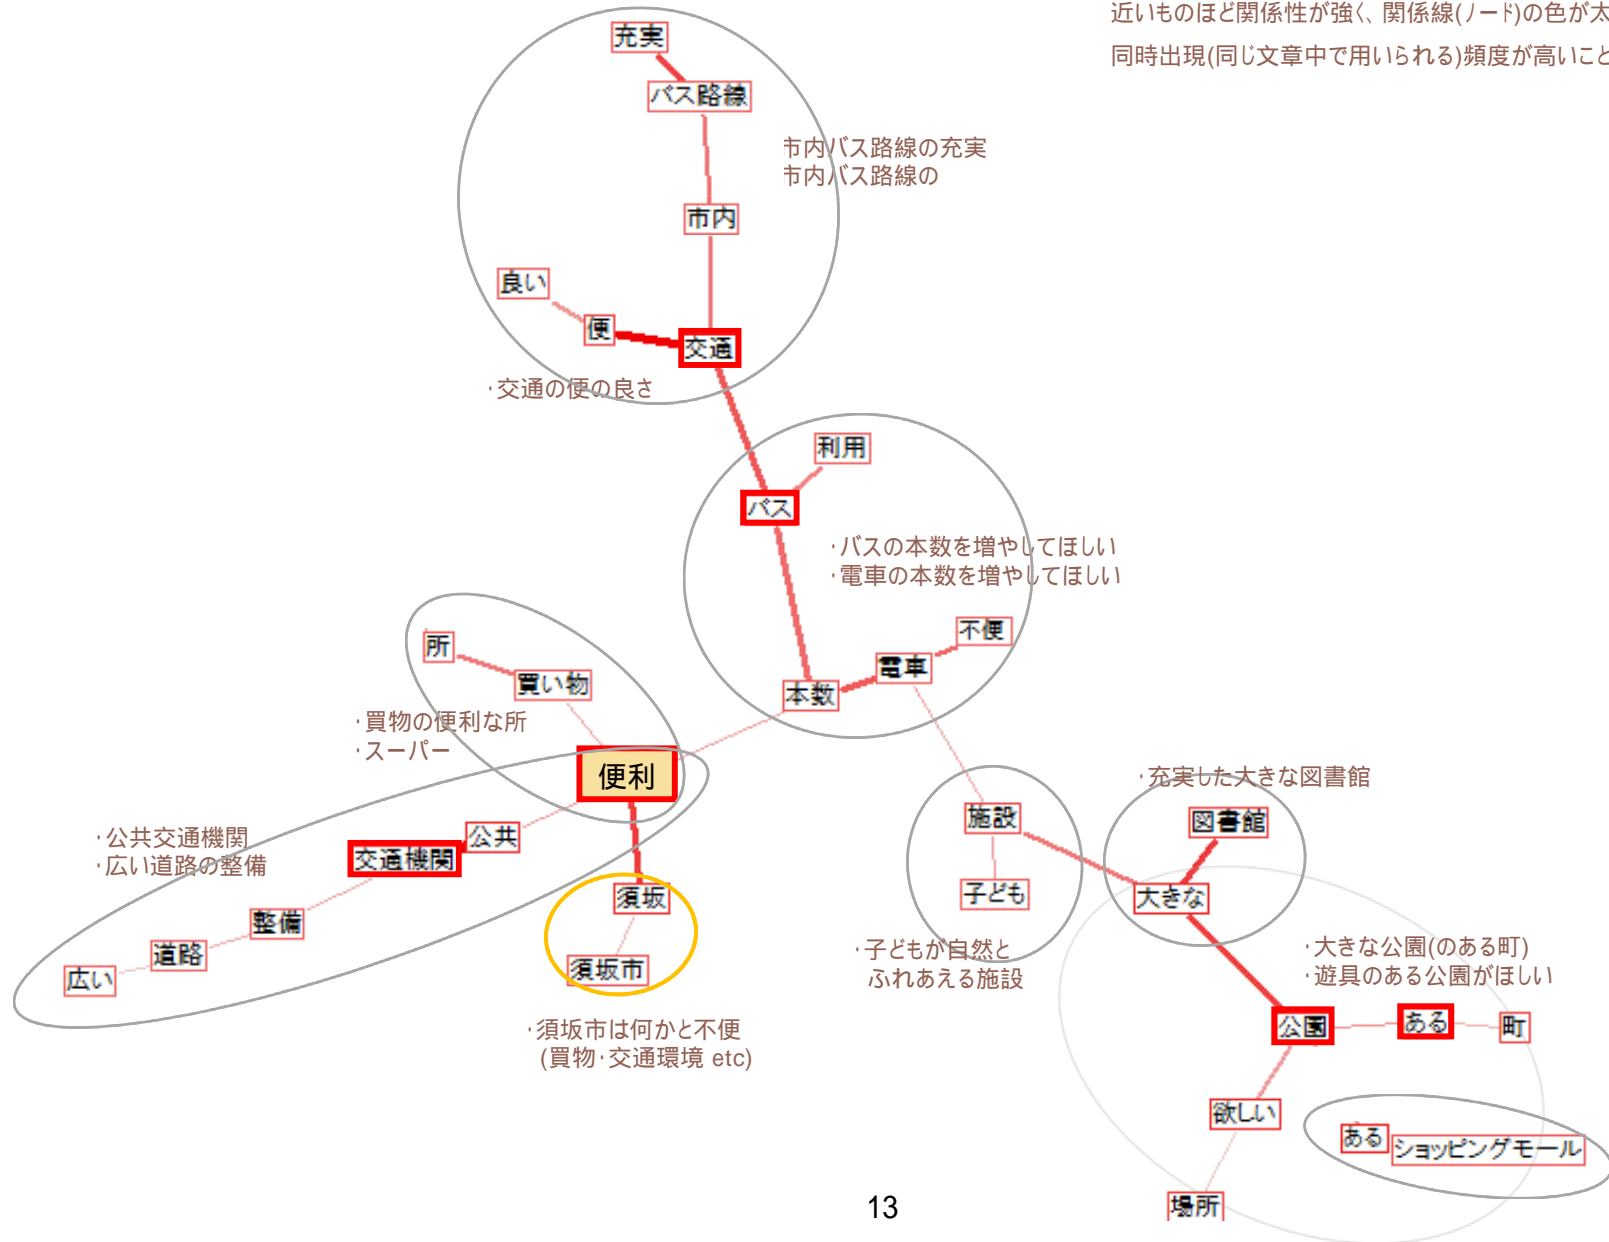 近いものほど関係性が強く、関係線(ノード)の色が太
同時出現(同じ文章中で用いられる)頻度が高いこと
充実
バス路線
市内バス路線の充実
市内バス路線の
市内
良い
便
交通
・交通の便の良さ
利用
バス
・バスの本数を増やしてほしい
・電車の本数を増やしてほしい
不便
電車
本数
所
買い物
・買物の便利な所
・スーパー
便利
・公共交通機関
・広い道路の整備
公共
交通機関
整備
道路
広い
須坂
須坂市
・須坂市は何かと不便
(買物・交通環境 etc)
施設
子ども
・子どもが自然と
ふれあえる施設
・充実した大きな図書館
図書館
大きな
・大きな公園(のある町)
・遊具のある公園がほしい
公園
ある
町
欲しい
ある
ショッピングモール
場所
13